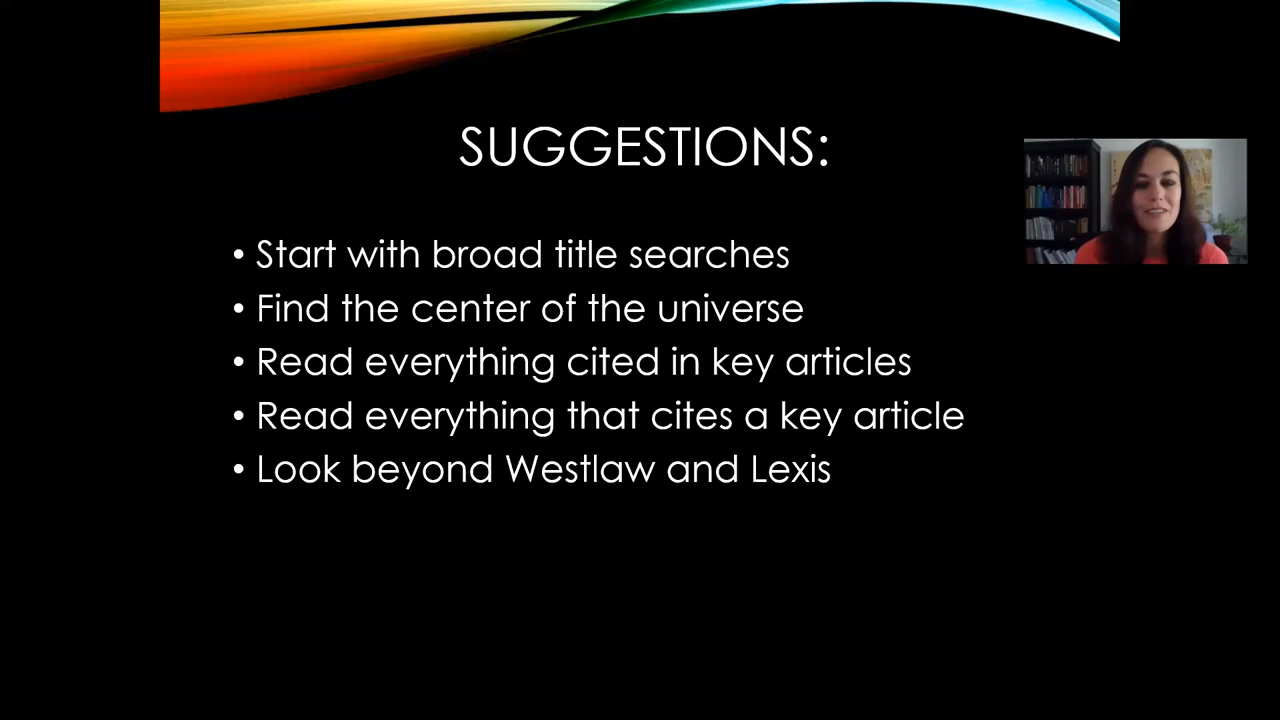 SUGGESTIONS:
• Start with broad title searches
• Find the center of the universe
• Read everything cited in key articles
• Read everything that cites a key article
• Look beyond Westlaw and Lexis